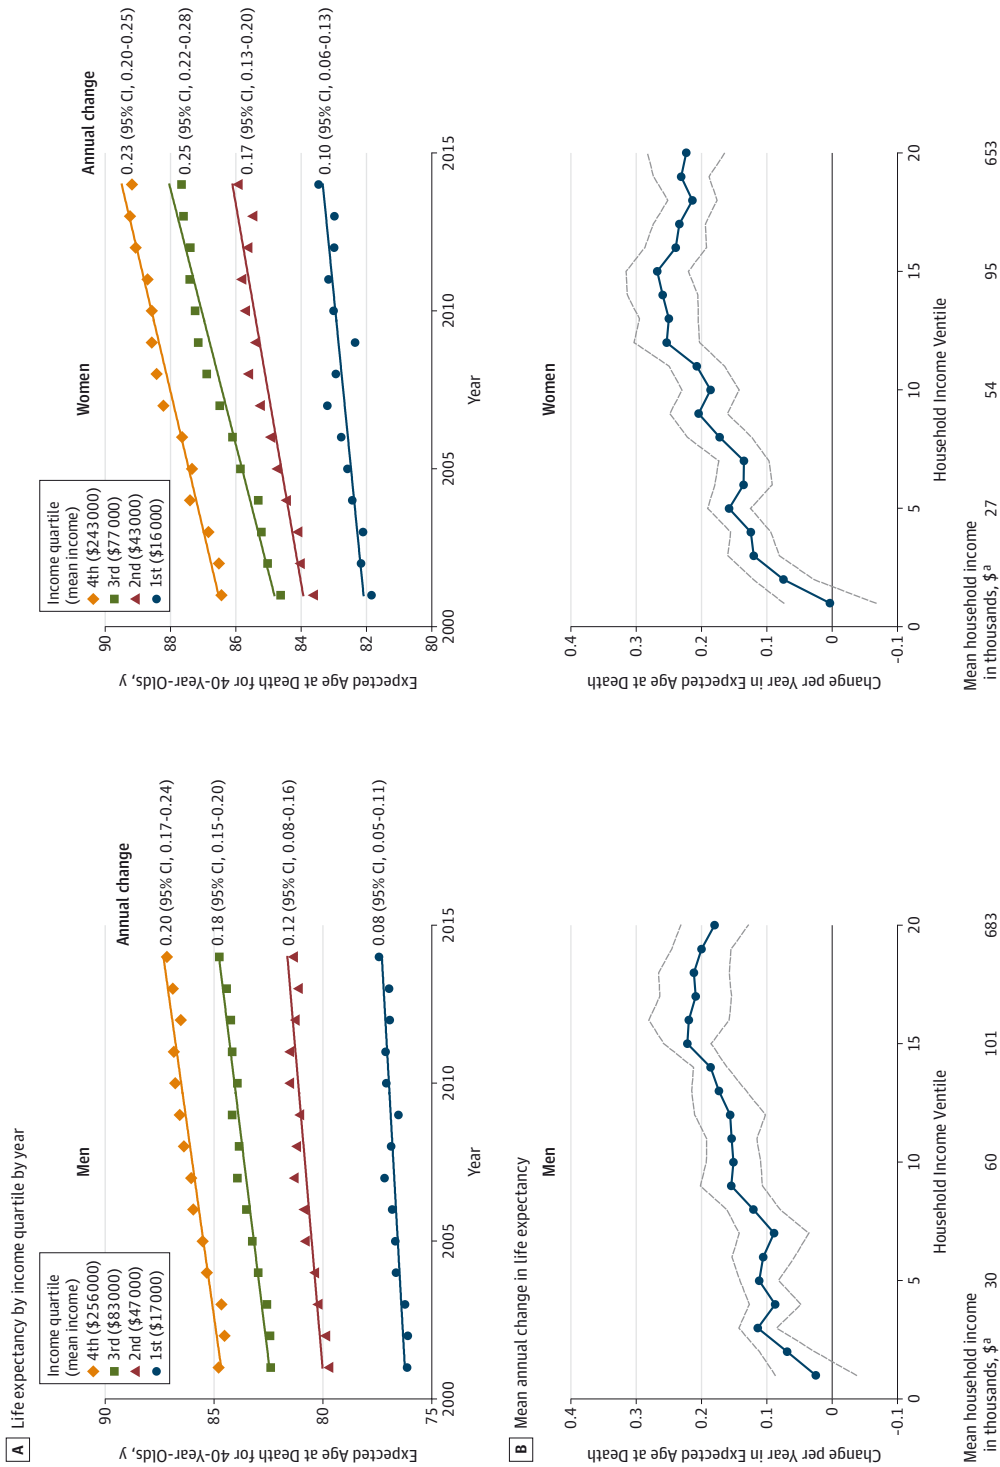 A Life expectancy by income quartile by year
Men
Expected Age at Death for 40-Year-Olds, y
90
85
80
75
Income quartile
(mean income)
4th ($256 000)
3rd ($83 000)
2nd ($47 000)
1st ($17 000)
Annual change
0.20 (95% CI, 0.17-0.24)
0.18 (95% CI, 0.15-0.20)
0.12 (95% CI, 0.08-0.16)
0.08 (95% CI, 0.05-0.11)
2000 2005 2010 2015
Year
Women
Expected Age at Death for 40-Year-Olds, y
90
88
86
84
82
80
Income quartile
(mean income)
4th ($243 000)
3rd ($77 000)
2nd ($43 000)
1st ($16 000)
Annual change
0.23 (95% CI, 0.20-0.25)
0.25 (95% CI, 0.22-0.28)
0.17 (95% CI, 0.13-0.20)
0.10 (95% CI, 0.06-0.13)
2000 2005 2010 2015
Year
B Mean annual change in life expectancy
Men
Change per Year in Expected Age at Death
0.4
0.3
0.2
0.1
0
-0.1
0 5 10 15 20
Household Income Ventile
Mean household income
in thousands, $a
30 60 101 683
Women
Change per Year in Expected Age at Death
0.4
0.3
0.2
0.1
0
-0.1
0 5 10 15 20
Household Income Ventile
Mean household income
in thousands, $a
27 54 95 653